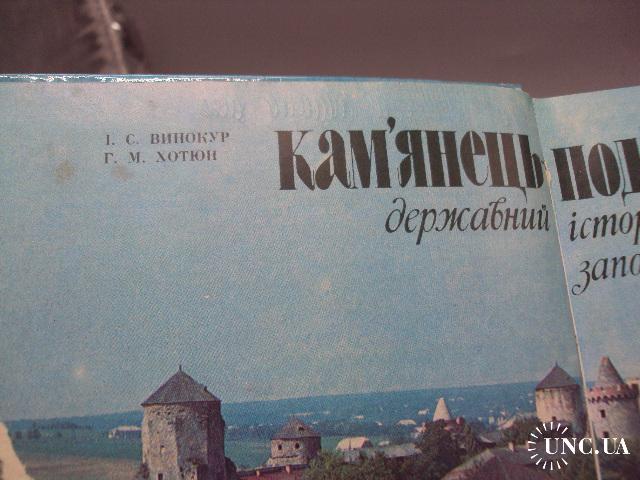 І. С. ВИНОКУР
Г. М. ХОТЮН
кам'янець-
под
державний
істор
запо
UNC.UA